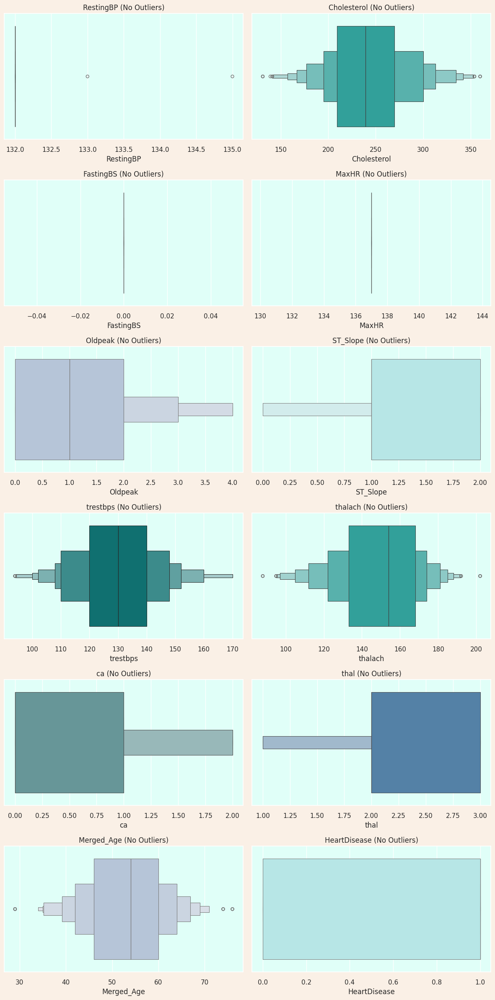 RestingBP (No Outliers)
132.0 132.5 133.0 133.5 134.0 134.5 135.0
RestingBP
Cholesterol (No Outliers)
150 200 250 300 350
Cholesterol
FastingBS (No Outliers)
−0.04 −0.02 0.00 0.02 0.04
FastingBS
MaxHR (No Outliers)
130 132 134 136 138 140 142 144
MaxHR
Oldpeak (No Outliers)
0.0 0.5 1.0 1.5 2.0 2.5 3.0 3.5 4.0
Oldpeak
ST_Slope (No Outliers)
0.00 0.25 0.50 0.75 1.00 1.25 1.50 1.75 2.00
ST_Slope
trestbps (No Outliers)
100 110 120 130 140 150 160 170
trestbps
thalach (No Outliers)
100 120 140 160 180 200
thalach
ca (No Outliers)
0.00 0.25 0.50 0.75 1.00 1.25 1.50 1.75 2.00
ca
thal (No Outliers)
1.00 1.25 1.50 1.75 2.00 2.25 2.50 2.75 3.00
thal
Merged_Age (No Outliers)
30 40 50 60 70
Merged_Age
HeartDisease (No Outliers)
0.0 0.2 0.4 0.6 0.8 1.0
HeartDisease